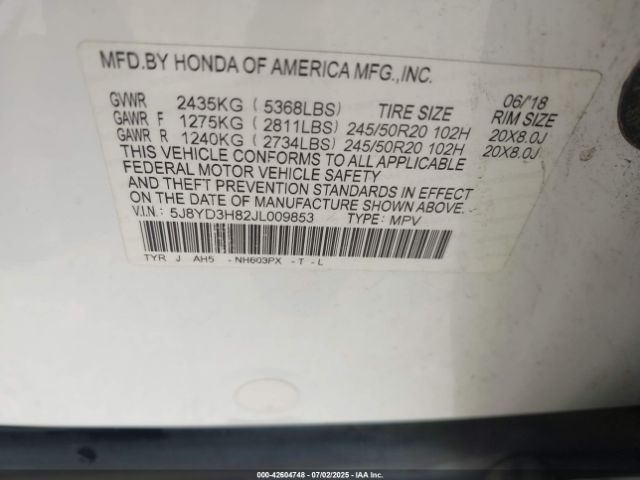 MFD.BY HONDA OF AMERICA MFG.,INC.
06/'18
GVWR 2435KG ( 5368LBS) TIRE SIZE RIM SIZE
GAWR F 1275KG ( 2811LBS) 245/50R20 102H 20X8.0J
GAWR R 1240KG ( 2734LBS) 245/50R20 102H 20X8.0J
THIS VEHICLE CONFORMS TO ALL APPLICABLE
FEDERAL MOTOR VEHICLE SAFETY
AND THEFT PREVENTION STANDARDS IN EFFECT
ON THE DATE OF MANUFACTURE SHOWN ABOVE.
V.I.N.: 5J8YD3H82JL009853 TYPE: MPV
TYR J AH5 - NH603PX - T - L
000-42604748 - 07/02/2025 - IAA Inc.